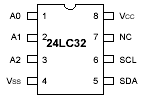 A0 1 8 Vcc
A1 2 7 NC
24LC32
A2 3 6 SCL
Vss 4 5 SDA